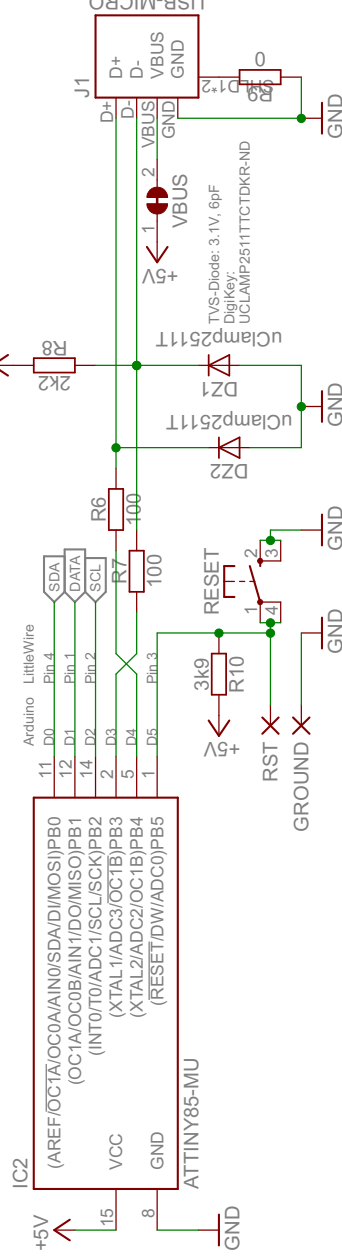 USB-MICRO
J1
D+
D-
VBUS
GND
D+
D-
VBUS
GND
SHLD1*2
R9
0
GND
1
2
VBUS
+5V
TVS-Diode: 3.1V, 6pF
DigiKey:
UCLAMP2511TTCTDKR-ND
R8
2k2
uClamp2511T
DZ1
uClamp2511T
DZ2
GND
R6
100
R7
100
SDA
DATA
SCL
Arduino
LittleWire
D0
Pin 4
D1
Pin 1
D2
Pin 2
D3
D4
D5
Pin 3
RESET
1
2
4
3
GND
3k9
R10
+5V
RST
GROUND
GND
IC2
11
12
14
2
5
1
(AREF/OC1A/OC0A/AIN0/SDA/DI/MOSI)PB0
(OC1A/OC0B/AIN1/DO/MISO)PB1
(INT0/T0/ADC1/SCL/SCK)PB2
(XTAL1/ADC3/OC1B)PB3
(XTAL2/ADC2/OC1B)PB4
(RESET/DW/ADC0)PB5
VCC
GND
ATTINY85-MU
15
8
+5V
GND